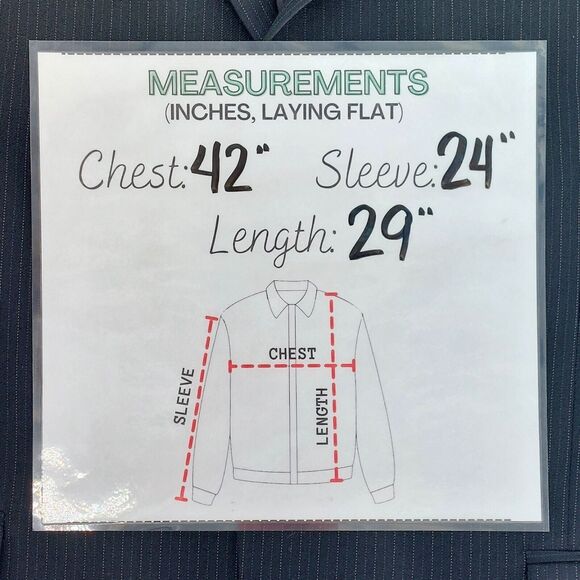 MEASUREMENTS
(INCHES, LAYING FLAT)
Chest: 42" Sleeve: 24"
Length: 29"
CHEST
SLEEVE
LENGTH